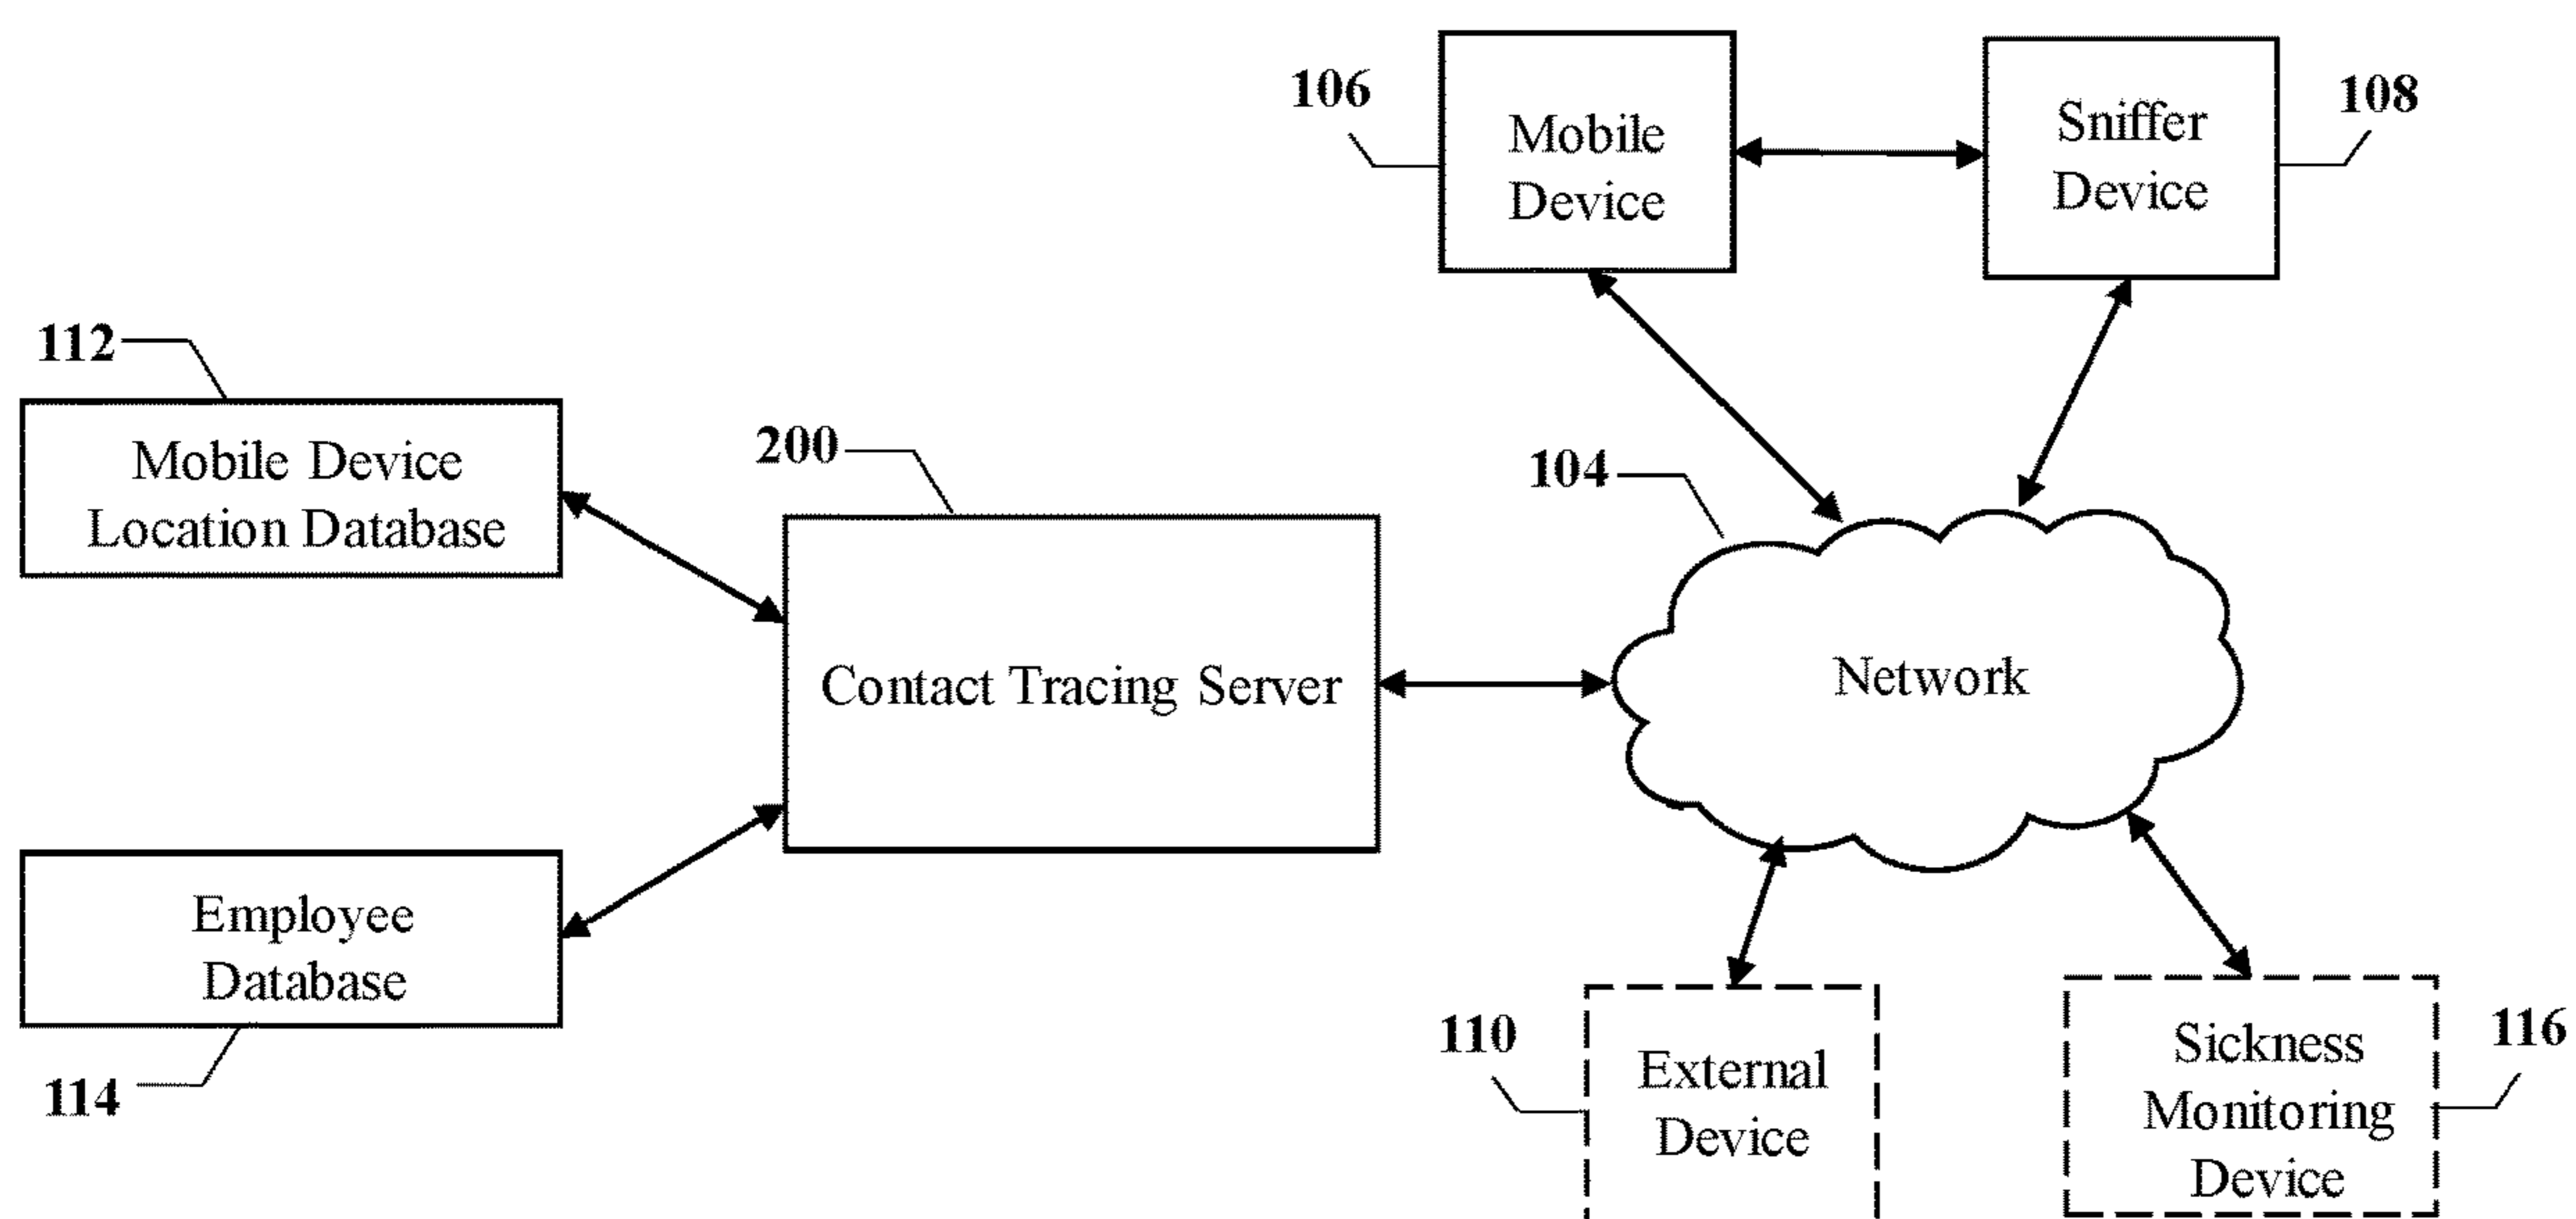 106
Mobile
Device
Sniffer
Device
108
112
Mobile Device
Location Database
200
Contact Tracing Server
104
Network
Employee
Database
114
110
External
Device
Sickness
Monitoring
Device
116